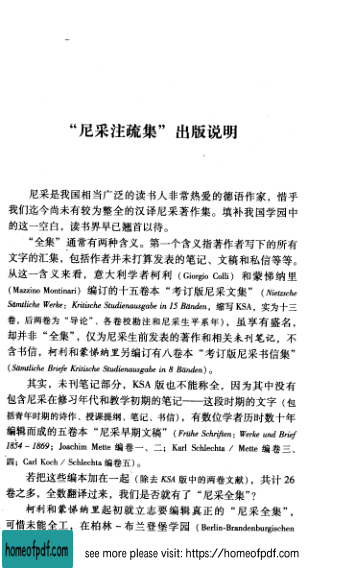 “尼采注疏集”出版说明
尼采是我国相当广泛的读书人非常热爱的德语作家，惜乎
我们迄今尚未有较为整全的汉译尼采著作集。填补我国学园中
的这一空白，读书界早已翘首以待。
“全集”通常有两种含义。第一个含义指著作者写下的所有
文字的汇集，包括作者并未打算发表的笔记、文稿和私信等等。
从这一含义来看，意大利学者柯利（Giorgio Colli）和蒙悌纳里
（Mazzino Montinari）编订的十五卷本“考订版尼采文集”（Nietzsche
Sämtliche Werke: Kritische Studienausgabe in 15 Bänden，缩写KSA，实为十三
卷，后两卷为“导论”、各卷校勘注和尼采生平系年），虽享有盛名，
却并非“全集”，仅为尼采生前发表的著作和相关未刊笔记，不
含书信，柯利和蒙悌纳里另编订有八卷本“考订版尼采书信集”
（Sämtliche Briefe Kritische Studienausgabe in 8 Bänden）。
其实，未刊笔记部分，KSA 版也不能称全，因为其中没有
包含尼采在修习年代和教学初期的笔记——这段时期的文字（包
括青年时期的诗作、授课提纲、笔记、书信），有数位学者历时数十年
编辑而成的五卷本“尼采早期文稿”（Frühe Schriften: Werke und Brief
1854－1869；Joachim Mette 编卷一、二；Karl Schlechta / Mette 编卷三、
四；Carl Koch / Schlechta 编卷五）。
若把这些编本加在一起（除去 KSA 版中的两卷文献），共计 26
卷之多，全数翻译过来，我们是否就有了“尼采全集”？
柯利和蒙悌纳里起初就立志要编辑真正的“尼采全集”，
可惜未能全工，在柏林－布兰登堡学园（Berlin-Brandenburgischen
homeofpdf.com
see more please visit: https://homeofpdf.com